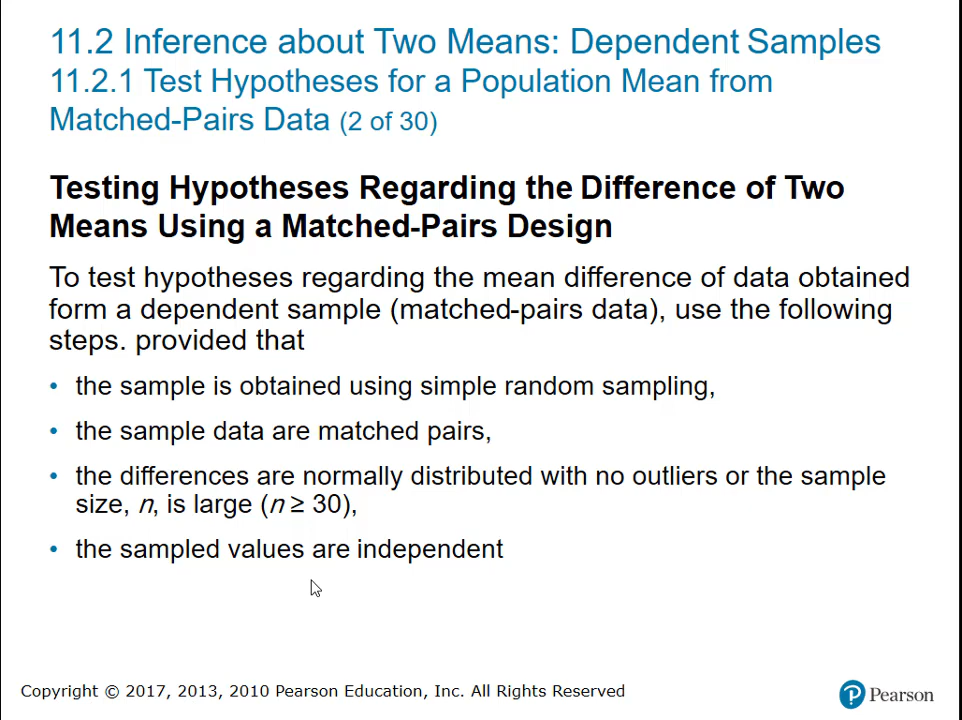 11.2 Inference about Two Means: Dependent Samples
11.2.1 Test Hypotheses for a Population Mean from
Matched-Pairs Data (2 of 30)
Testing Hypotheses Regarding the Difference of Two
Means Using a Matched-Pairs Design
To test hypotheses regarding the mean difference of data obtained
form a dependent sample (matched-pairs data), use the following
steps. provided that
• the sample is obtained using simple random sampling,
• the sample data are matched pairs,
• the differences are normally distributed with no outliers or the sample
size, n, is large (n ≥ 30),
• the sampled values are independent
Copyright © 2017, 2013, 2010 Pearson Education, Inc. All Rights Reserved
Pearson